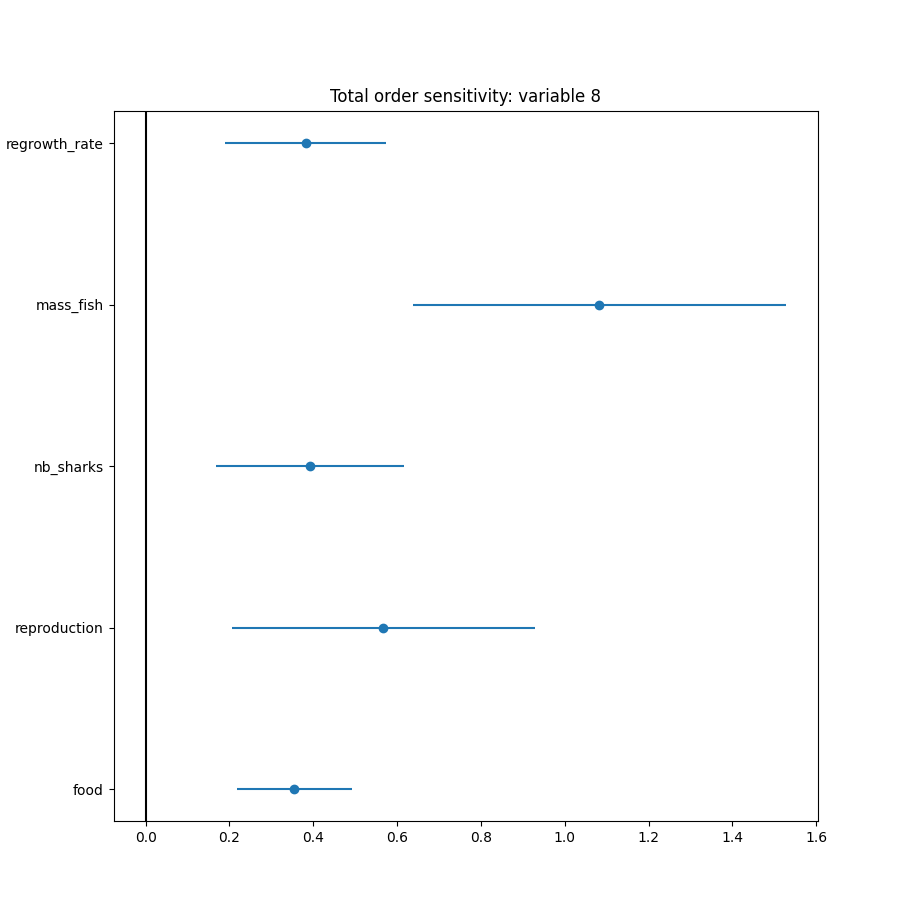 Total order sensitivity: variable 8
regrowth_rate
mass_fish
nb_sharks
reproduction
food
0.0 0.2 0.4 0.6 0.8 1.0 1.2 1.4 1.6